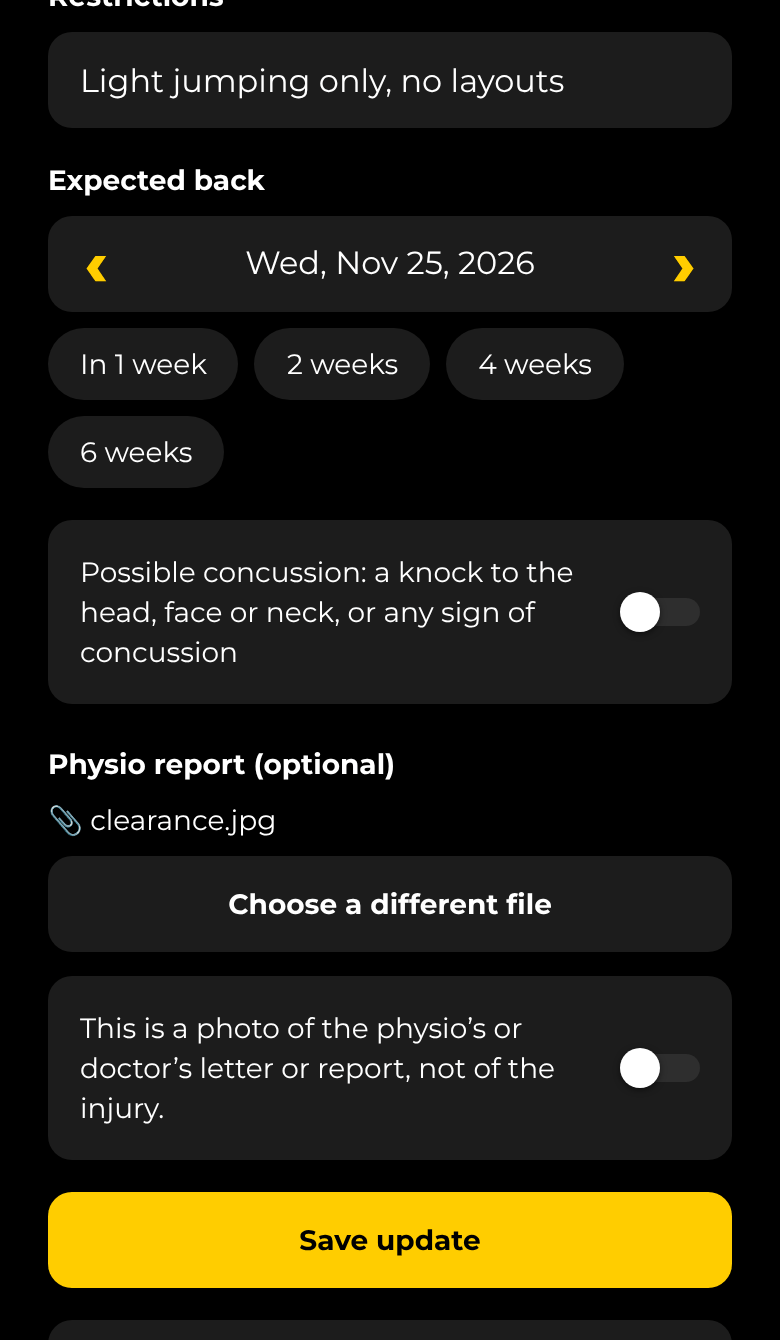 Restrictions
Light jumping only, no layouts
Expected back
Wed, Nov 25, 2026
In 1 week
2 weeks
4 weeks
6 weeks
Possible concussion: a knock to the
head, face or neck, or any sign of
concussion
Physio report (optional)
clearance.jpg
Choose a different file
This is a photo of the physio’s or
doctor’s letter or report, not of the
injury.
Save update